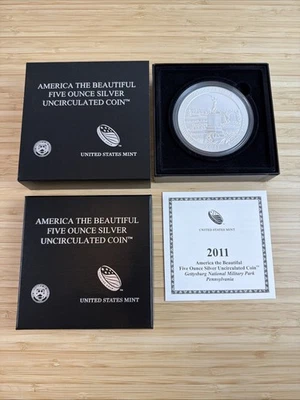 AMERICA THE BEAUTIFUL
FIVE OUNCE SILVER
UNCIRCULATED COIN™
UNITED STATES MINT
AMERICA THE BEAUTIFUL
FIVE OUNCE SILVER
UNCIRCULATED COIN™
UNITED STATES MINT
2011
America the Beautiful
Five Ounce Silver Uncirculated Coin™
Gettysburg National Military Park
Pennsylvania